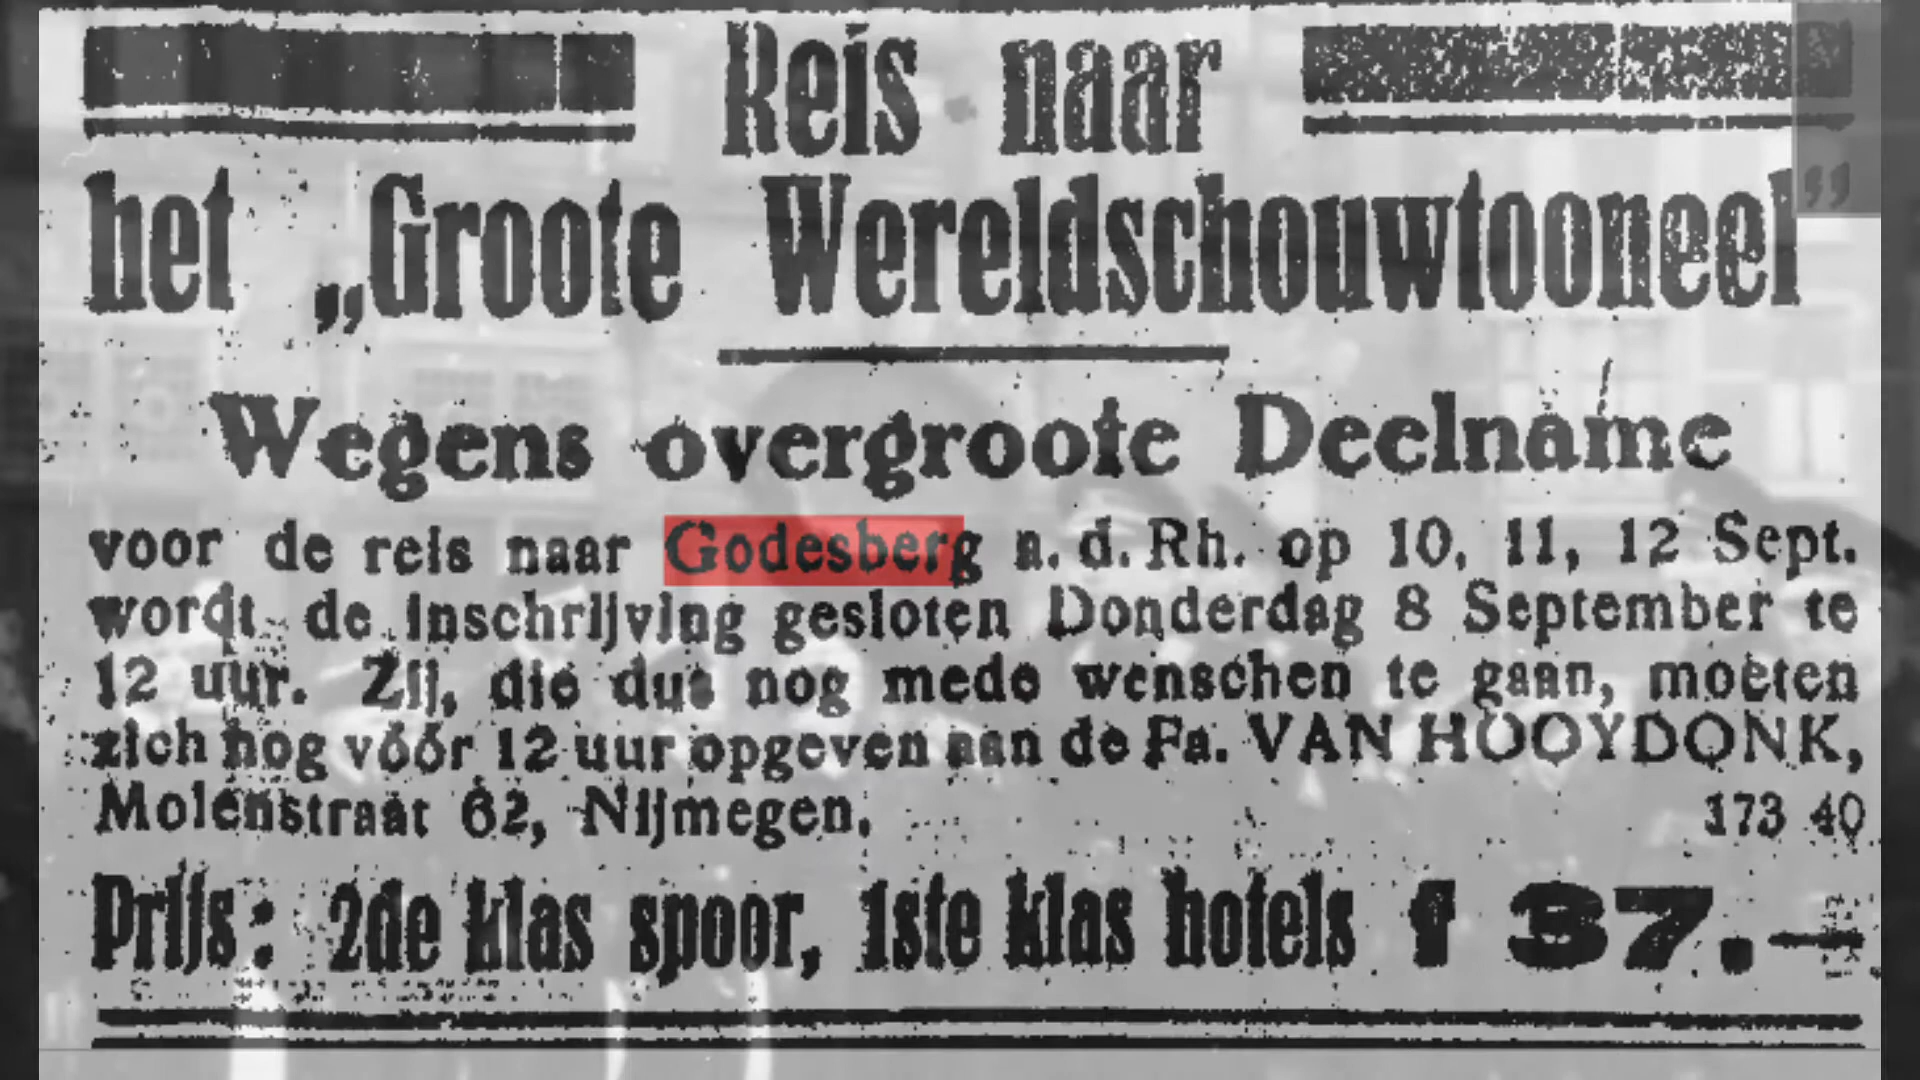 Reis naar
het „Groote Wereldschouwtooneel”
Wegens overgroote Deelname
voor de reis naar Godesberg a. d. Rh. op 10, 11, 12 Sept.
wordt de inschrijving gesloten Donderdag 8 September te
12 uur. Zij, die dus nog mede wenschen te gaan, moeten
zich nog vóór 12 uur opgeven aan de Fa. VAN HOOYDONK,
Molenstraat 62, Nijmegen.
173 40
Prijs: 2de klas spoor, 1ste klas hotels f 37.—